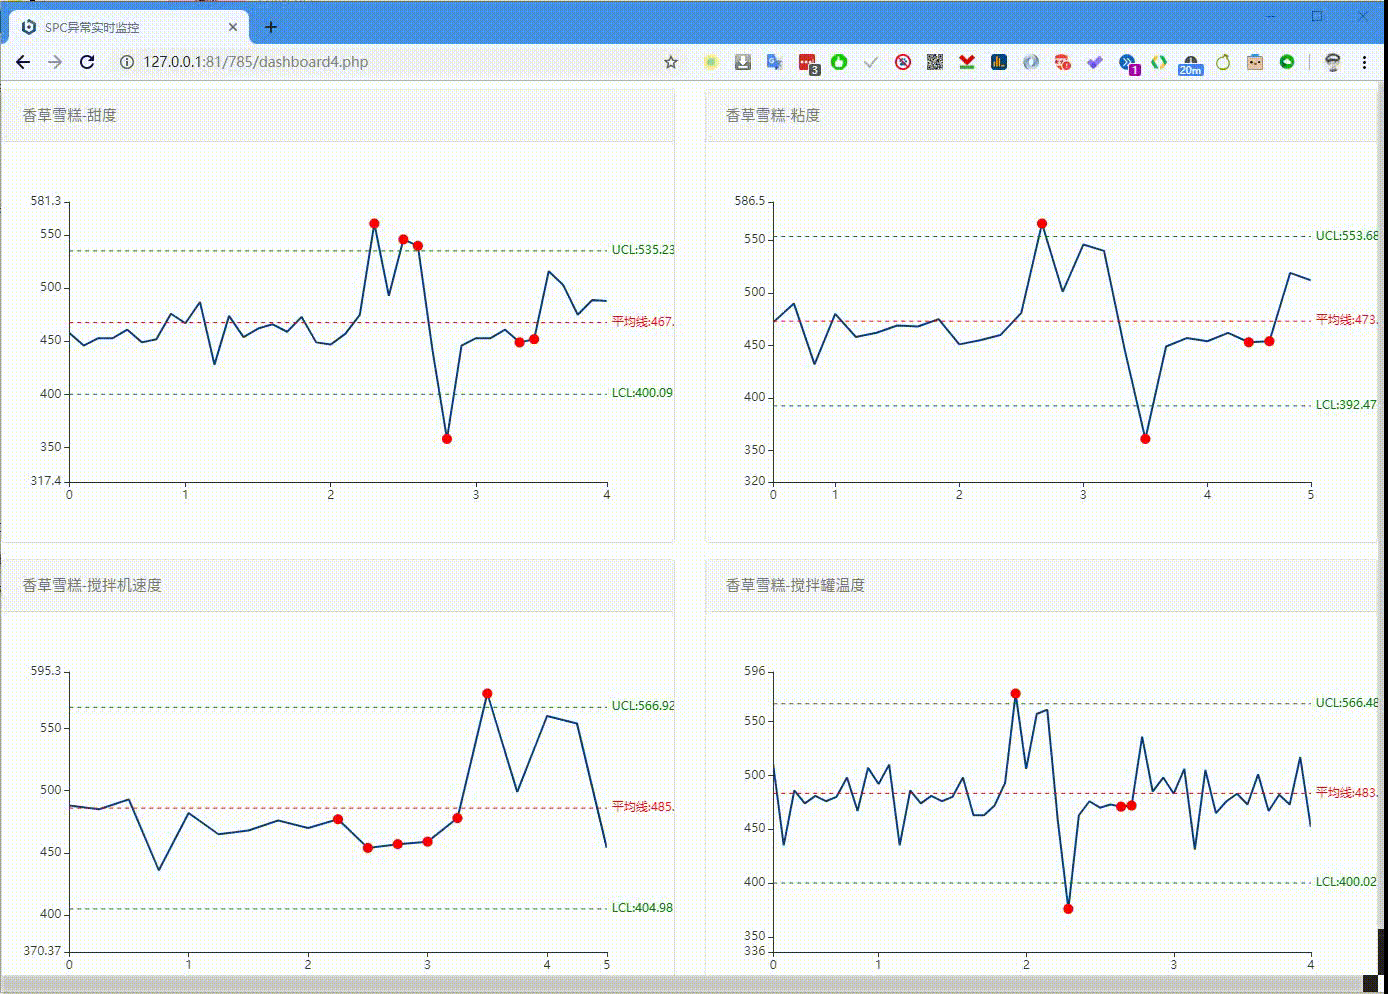 SPC异常实时监控
127.0.0.1:81/785/dashboard4.php
3
1
20m
香草雪糕-甜度
581.3
550
500
450
400
350
317.4
0 1 2 3 4
UCL:535.23
平均线:467.
LCL:400.09
香草雪糕-粘度
586.5
550
500
450
400
350
320
0 1 2 3 4 5
UCL:553.68
平均线:473.
LCL:392.47
香草雪糕-搅拌机速度
595.3
550
500
450
400
370.37
0 1 2 3 4 5
UCL:566.92
平均线:485.
LCL:404.98
香草雪糕-搅拌罐温度
596
550
500
450
400
350
336
0 1 2 3 4
UCL:566.48
平均线:483.
LCL:400.02